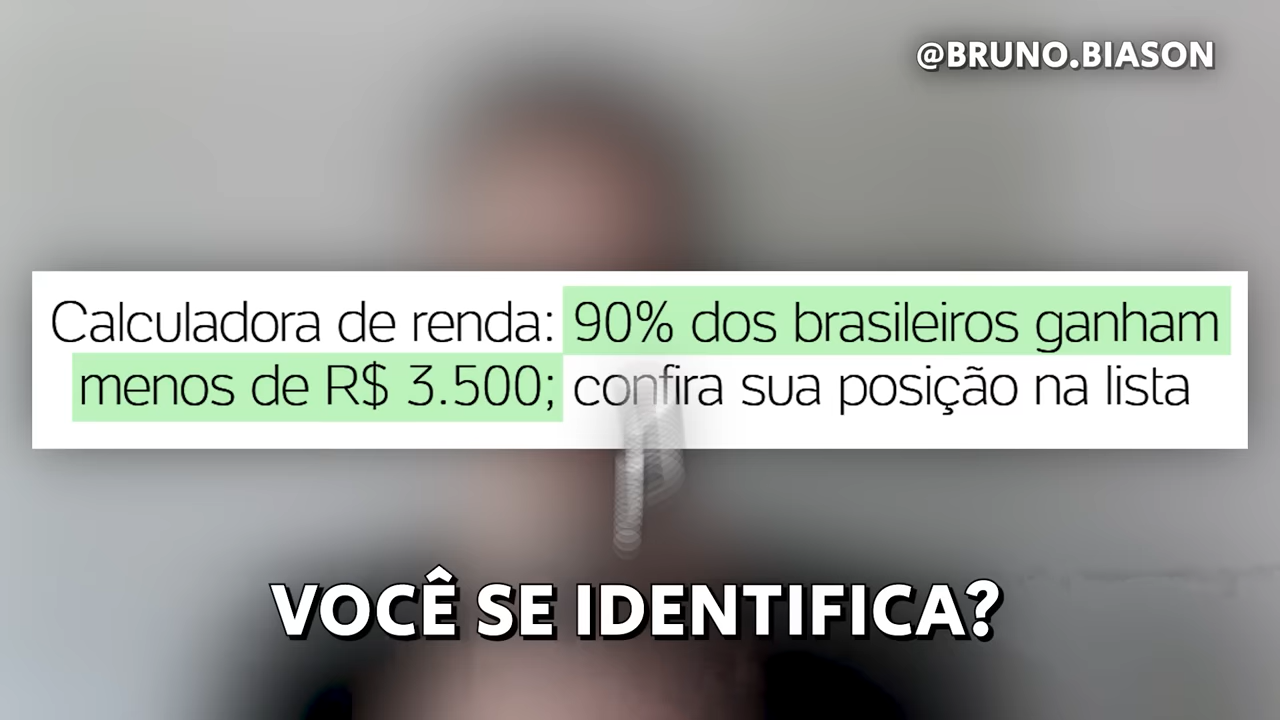 @BRUNO.BIASON
Calculadora de renda: 90% dos brasileiros ganham
menos de R$ 3.500; confira sua posição na lista
VOCÊ SE IDENTIFICA?